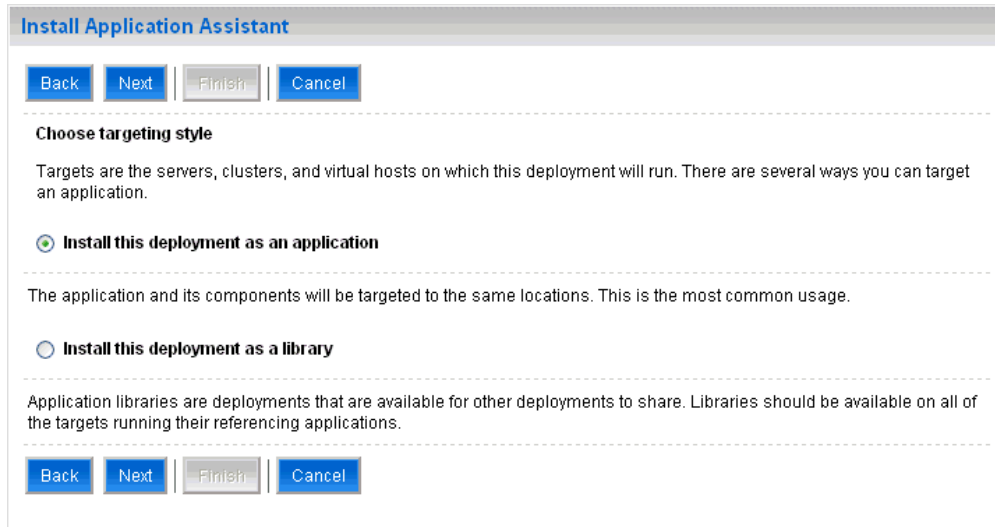 Install Application Assistant
Back Next Finish Cancel
Choose targeting style
Targets are the servers, clusters, and virtual hosts on which this deployment will run. There are several ways you can target
an application.
Install this deployment as an application
The application and its components will be targeted to the same locations. This is the most common usage.
Install this deployment as a library
Application libraries are deployments that are available for other deployments to share. Libraries should be available on all of
the targets running their referencing applications.
Back Next Finish Cancel